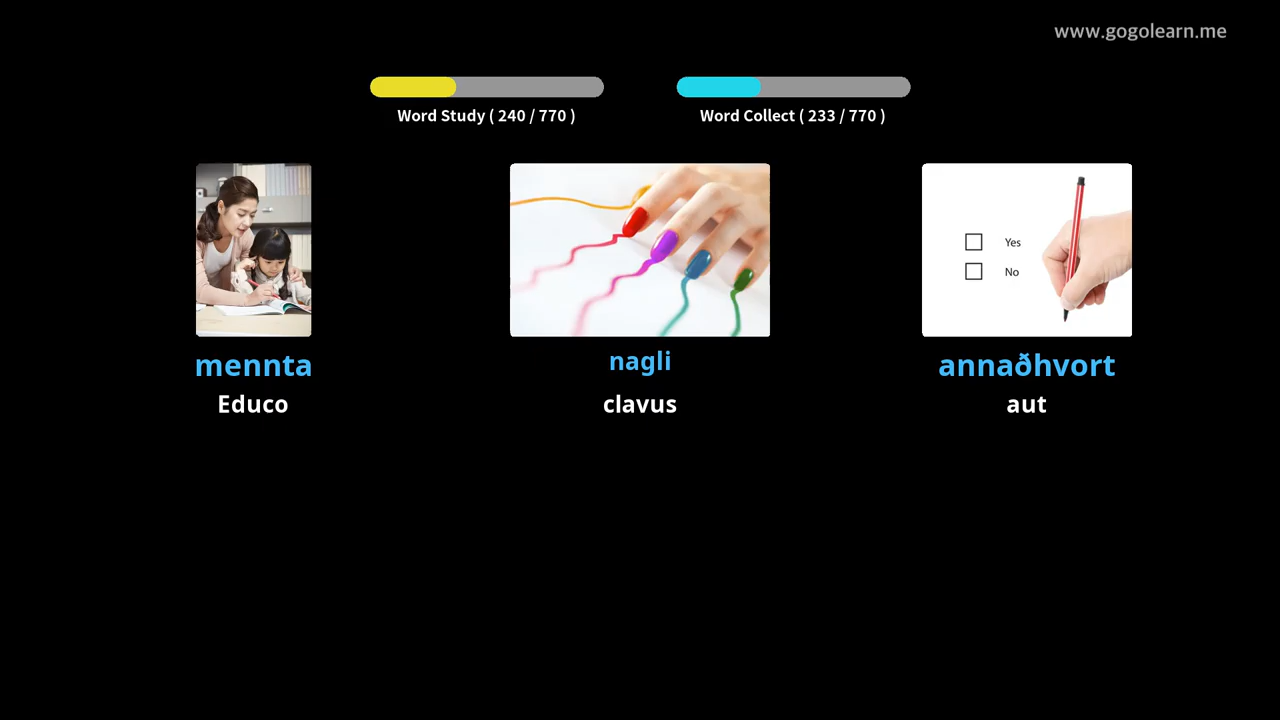 www.gogolearn.me
Word Study ( 240 / 770 )
Word Collect ( 233 / 770 )
Yes
No
mennta
nagli
annaðhvort
Educo
clavus
aut